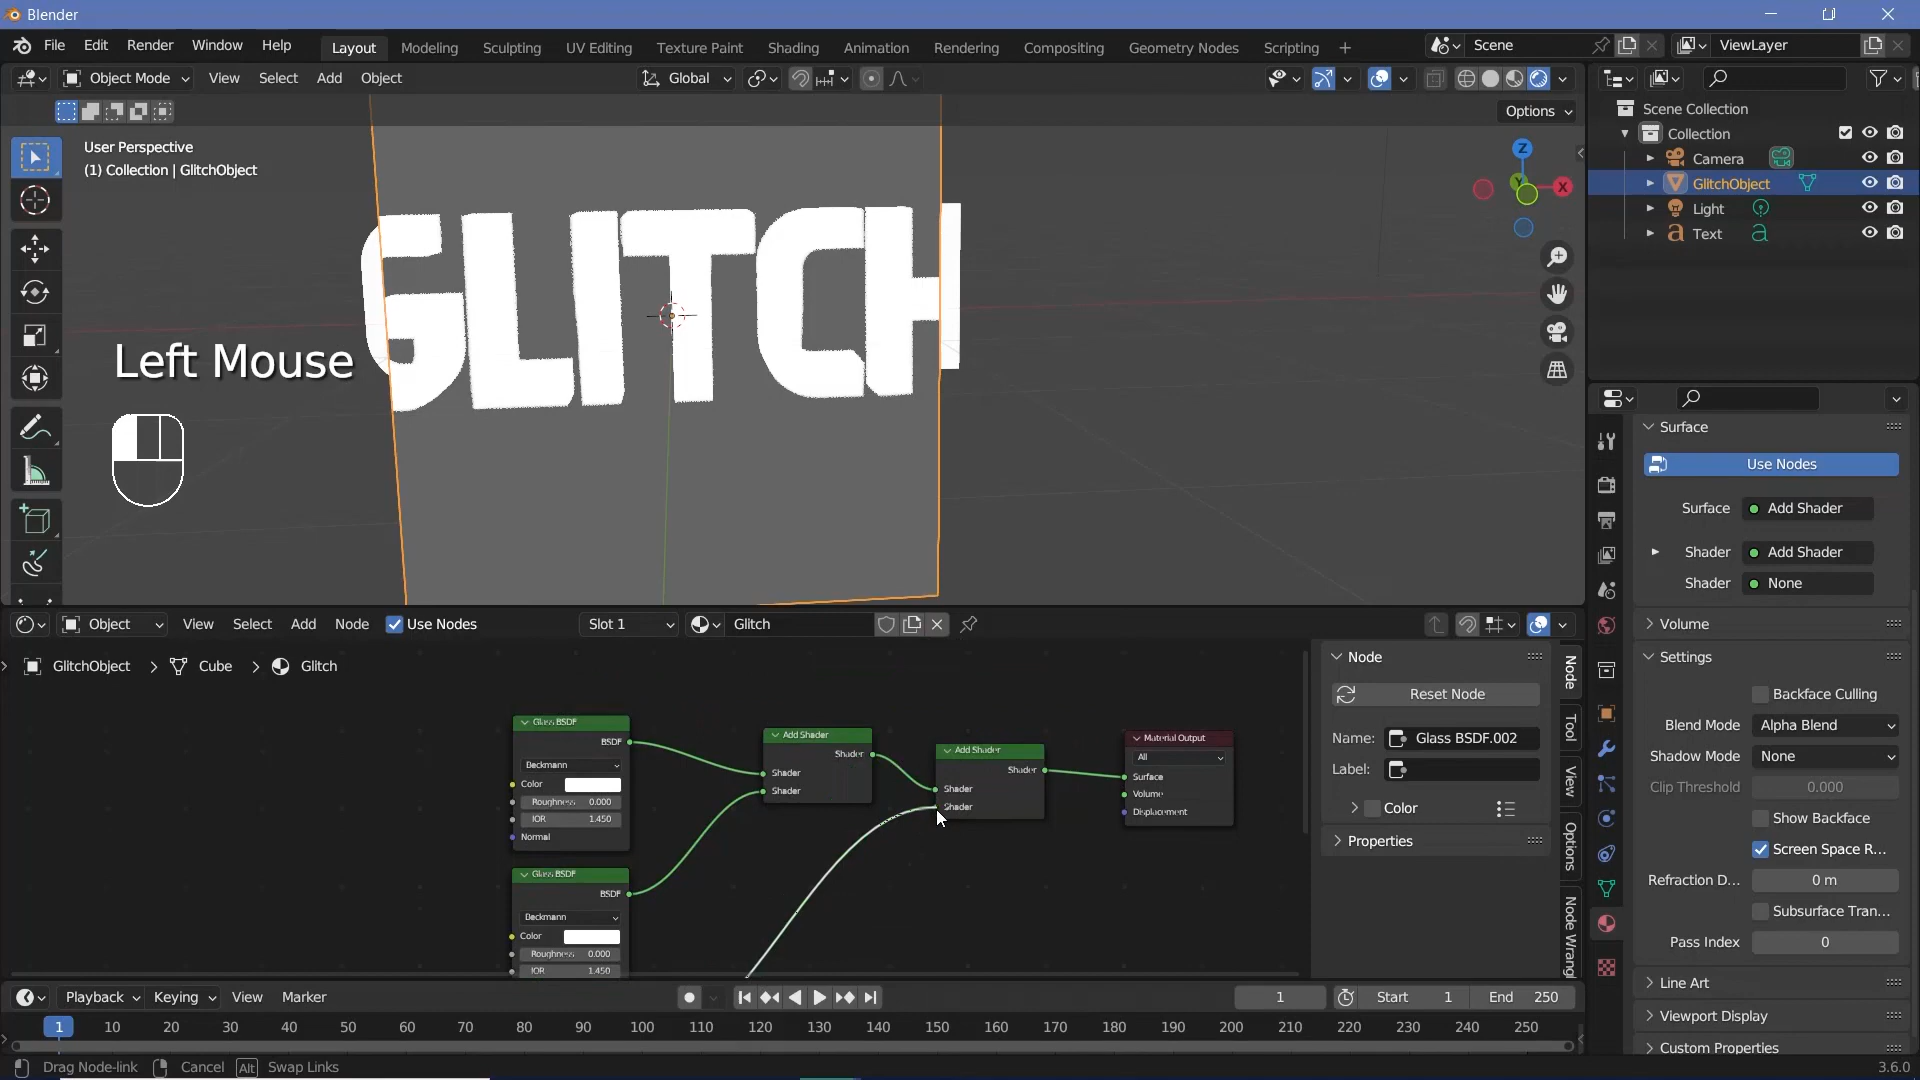 Blender
File Edit Render Window Help Layout Modeling Sculpting UV Editing Texture Paint Shading Animation Rendering Compositing Geometry Nodes Scripting + Scene ViewLayer
Object Mode View Select Add Object Global
Options
User Perspective
(1) Collection | GlitchObject
GLITCH
Z
Y
X
Left Mouse
Scene Collection
Collection
Camera
GlitchObject
Light
Text
Surface
Use Nodes
Surface Add Shader
Shader Add Shader
Shader None
Volume
Settings
Backface Culling
Blend Mode Alpha Blend
Shadow Mode None
Clip Threshold 0.000
Show Backface
Screen Space R...
Refraction D... 0 m
Subsurface Tran...
Pass Index 0
Line Art
Viewport Display
Custom Properties
Object View Select Add Node Use Nodes Slot 1 Glitch
GlitchObject > Cube > Glitch
Glass BSDF
BSDF
Beckmann
Color
Roughness 0.000
IOR 1.450
Normal
Glass BSDF
BSDF
Beckmann
Color
Roughness 0.000
IOR 1.450
Add Shader
Shader
Shader
Shader
Add Shader
Shader
Shader
Shader
Material Output
All
Surface
Volume
Displacement
Node
Reset Node
Name: Glass BSDF.002
Label:
Color
Properties
Node
Tool
View
Options
Node Wrangl
Playback Keying View Marker 1 Start 1 End 250
1 10 20 30 40 50 60 70 80 90 100 110 120 130 140 150 160 170 180 190 200 210 220 230 240 250
Drag Node-link Cancel Alt Swap Links 3.6.0